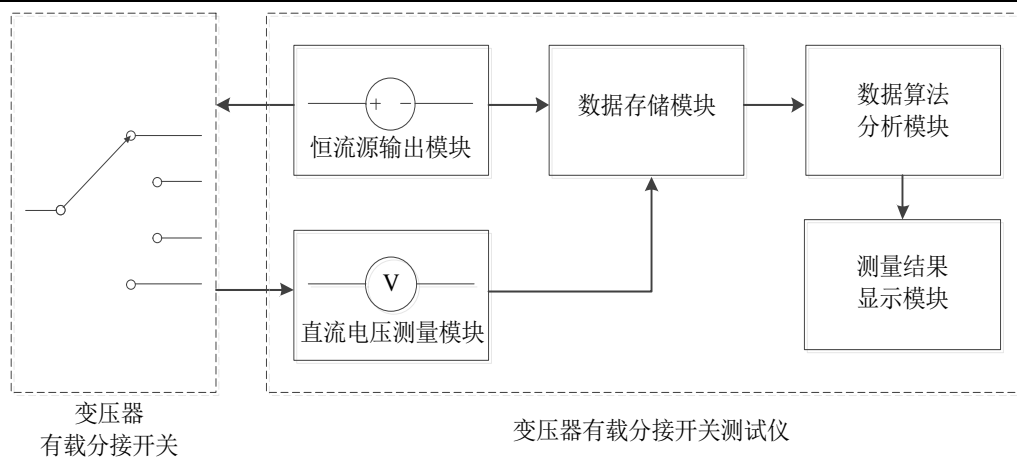 + −
恒流源输出模块
数据存储模块
数据算法
分析模块
V
直流电压测量模块
测量结果
显示模块
变压器
有载分接开关
变压器有载分接开关测试仪